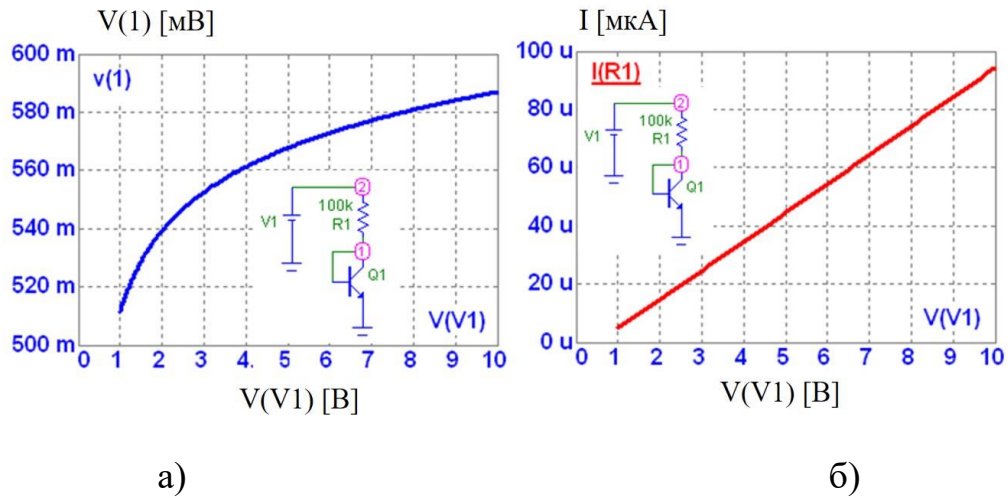 V(1) [мВ]
600 m
v(1)
580 m
560 m
540 m
520 m
500 m
2
100k
R1
V1
1
Q1
V(V1)
0 1 2 3 4. 5 6 7 8 9 10
V(V1) [В]
а)
I [мкА]
100 u
I(R1)
80 u
60 u
40 u
20 u
0 u
2
100k
R1
V1
1
Q1
V(V1)
0 1 2 3 4 5 6 7 8 9 10
V(V1) [В]
б)